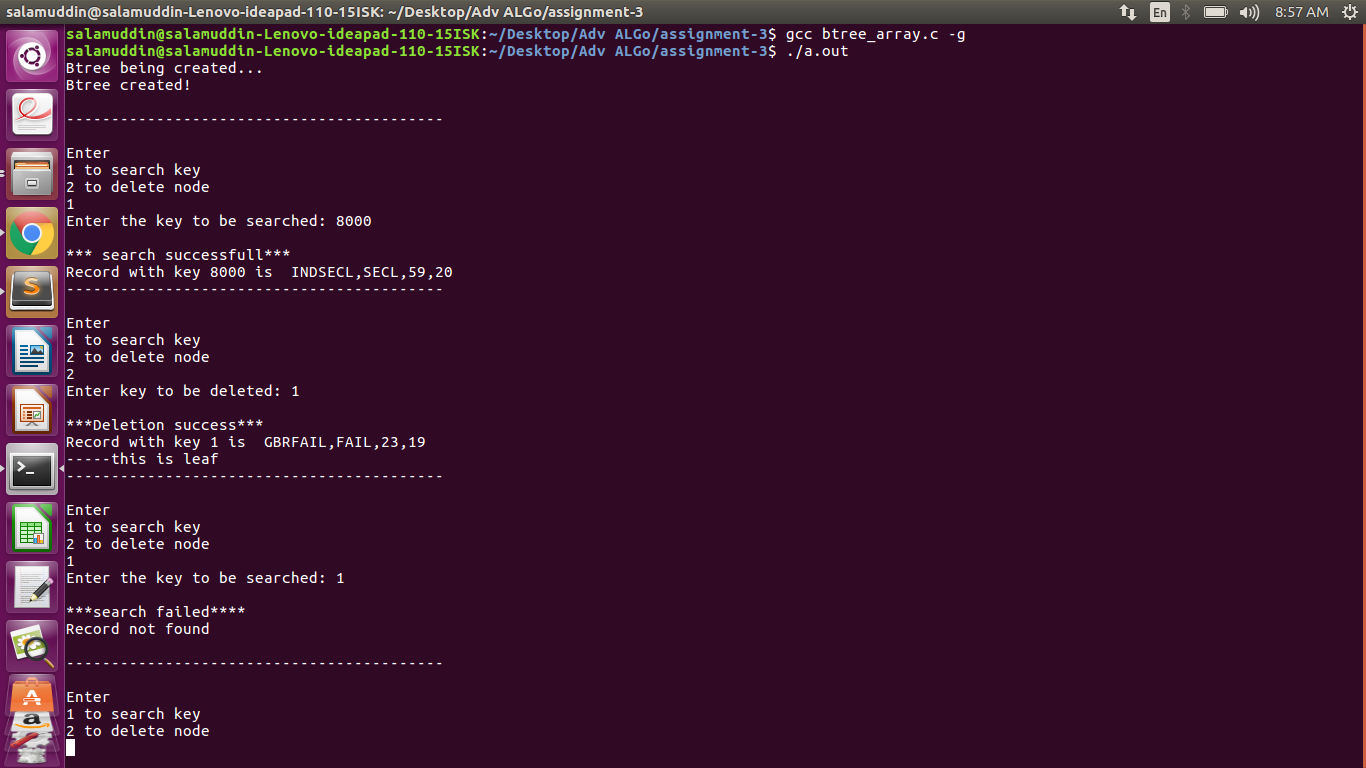 salamuddin@salamuddin-Lenovo-ideapad-110-15ISK: ~/Desktop/Adv ALGo/assignment-3
En
8:57 AM
salamuddin@salamuddin-Lenovo-ideapad-110-15ISK:~/Desktop/Adv ALGo/assignment-3$ gcc btree_array.c -g
salamuddin@salamuddin-Lenovo-ideapad-110-15ISK:~/Desktop/Adv ALGo/assignment-3$ ./a.out
Btree being created...
Btree created!
------------------------------------------
Enter
1 to search key
2 to delete node
1
Enter the key to be searched: 8000
*** search successfull***
Record with key 8000 is  INDSECL,SECL,59,20
------------------------------------------
Enter
1 to search key
2 to delete node
2
Enter key to be deleted: 1
***Deletion success***
Record with key 1 is  GBRFAIL,FAIL,23,19
-----this is leaf
------------------------------------------
Enter
1 to search key
2 to delete node
1
Enter the key to be searched: 1
***search failed****
Record not found
------------------------------------------
Enter
1 to search key
2 to delete node